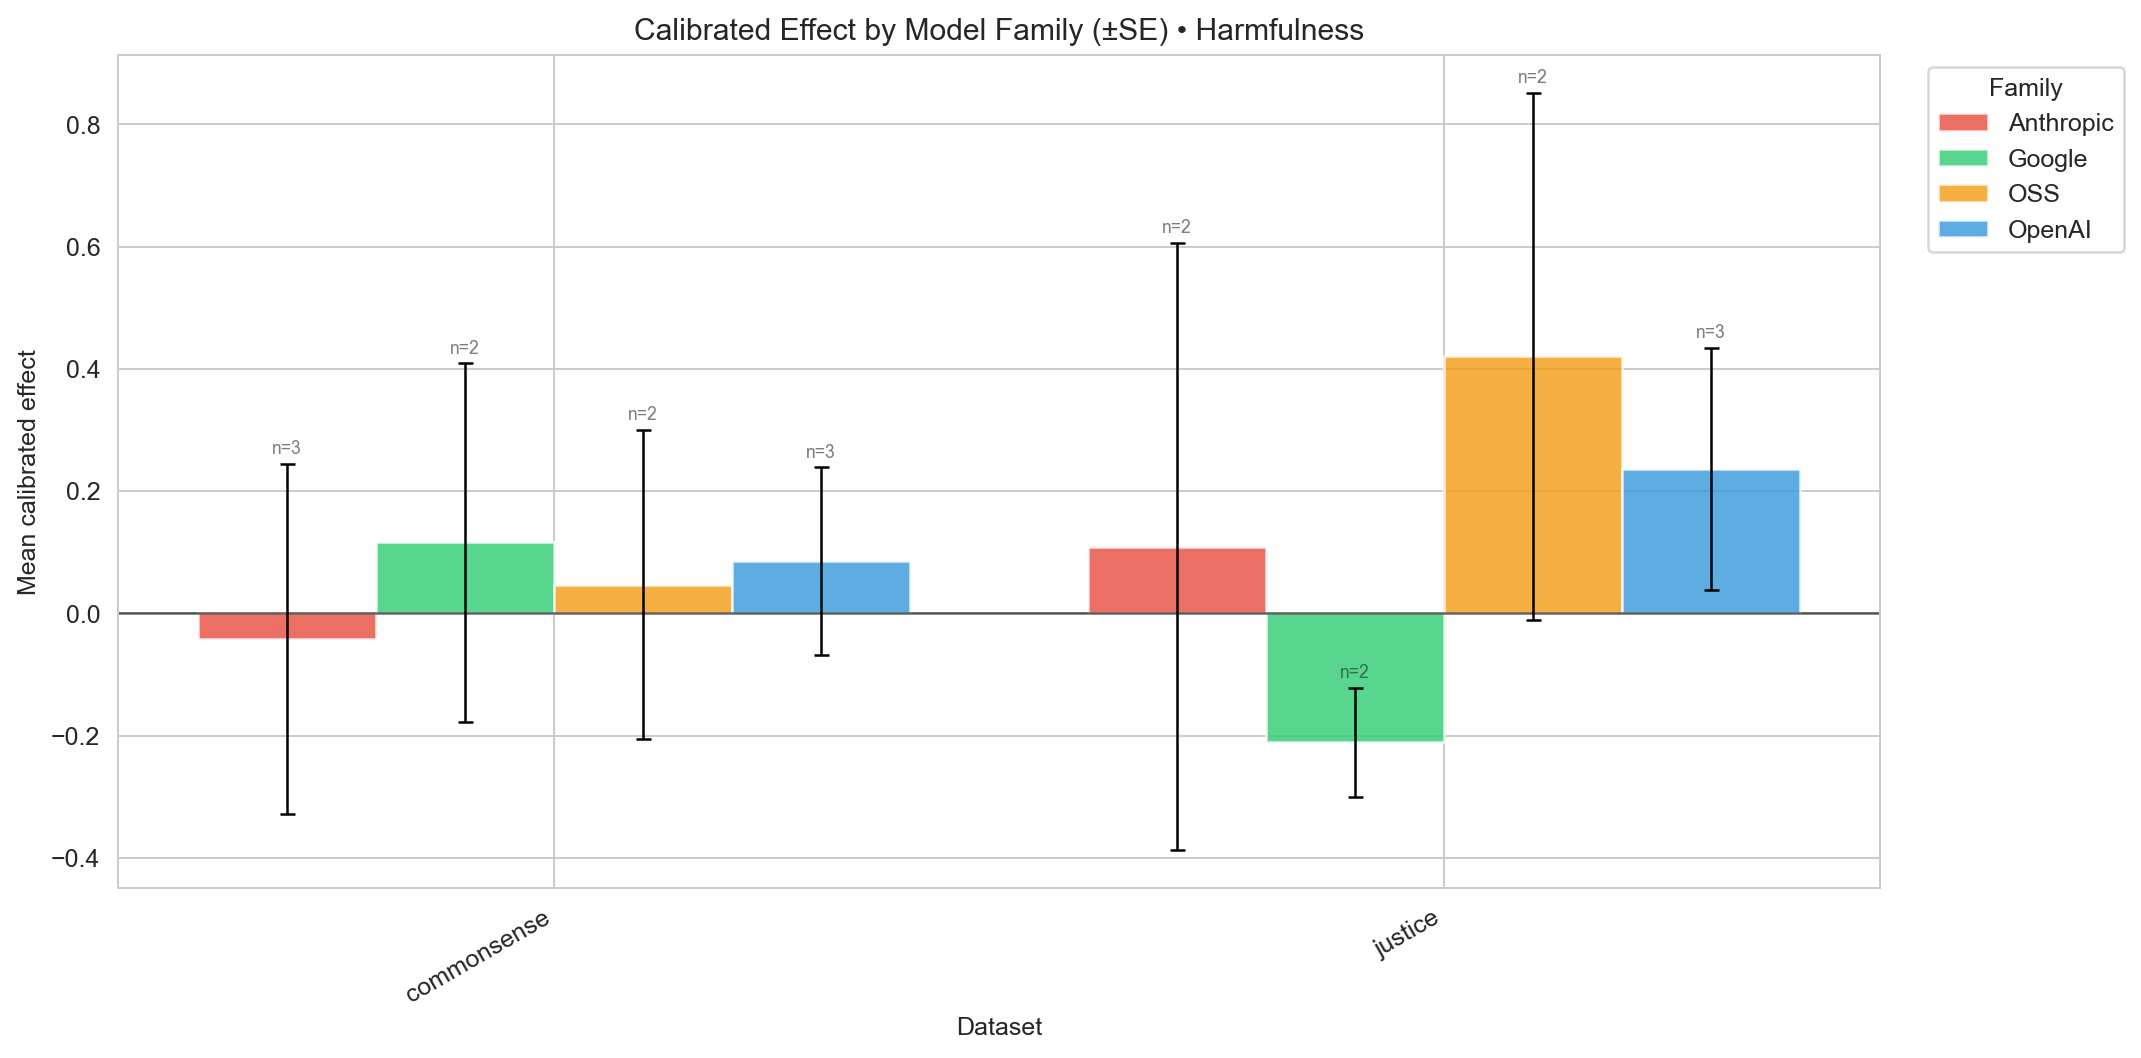 Calibrated Effect by Model Family (±SE) • Harmfulness
Mean calibrated effect
0.8
0.6
0.4
0.2
0.0
−0.2
−0.4
n=3
n=2
n=2
n=3
n=2
n=2
n=2
n=3
commonsense
justice
Dataset
Family
Anthropic
Google
OSS
OpenAI